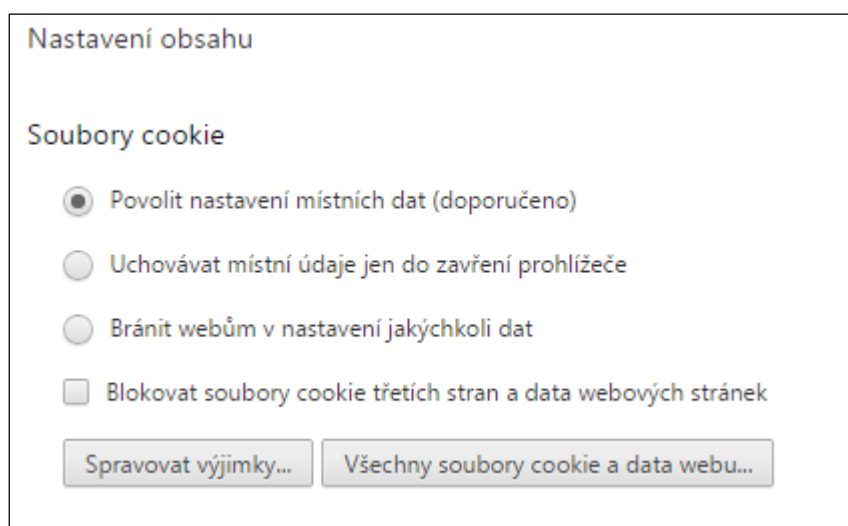 Nastavení obsahu
Soubory cookie
Povolit nastavení místních dat (doporučeno)
Uchovávat místní údaje jen do zavření prohlížeče
Bránit webům v nastavení jakýchkoli dat
Blokovat soubory cookie třetích stran a data webových stránek
Spravovat výjimky... Všechny soubory cookie a data webu...